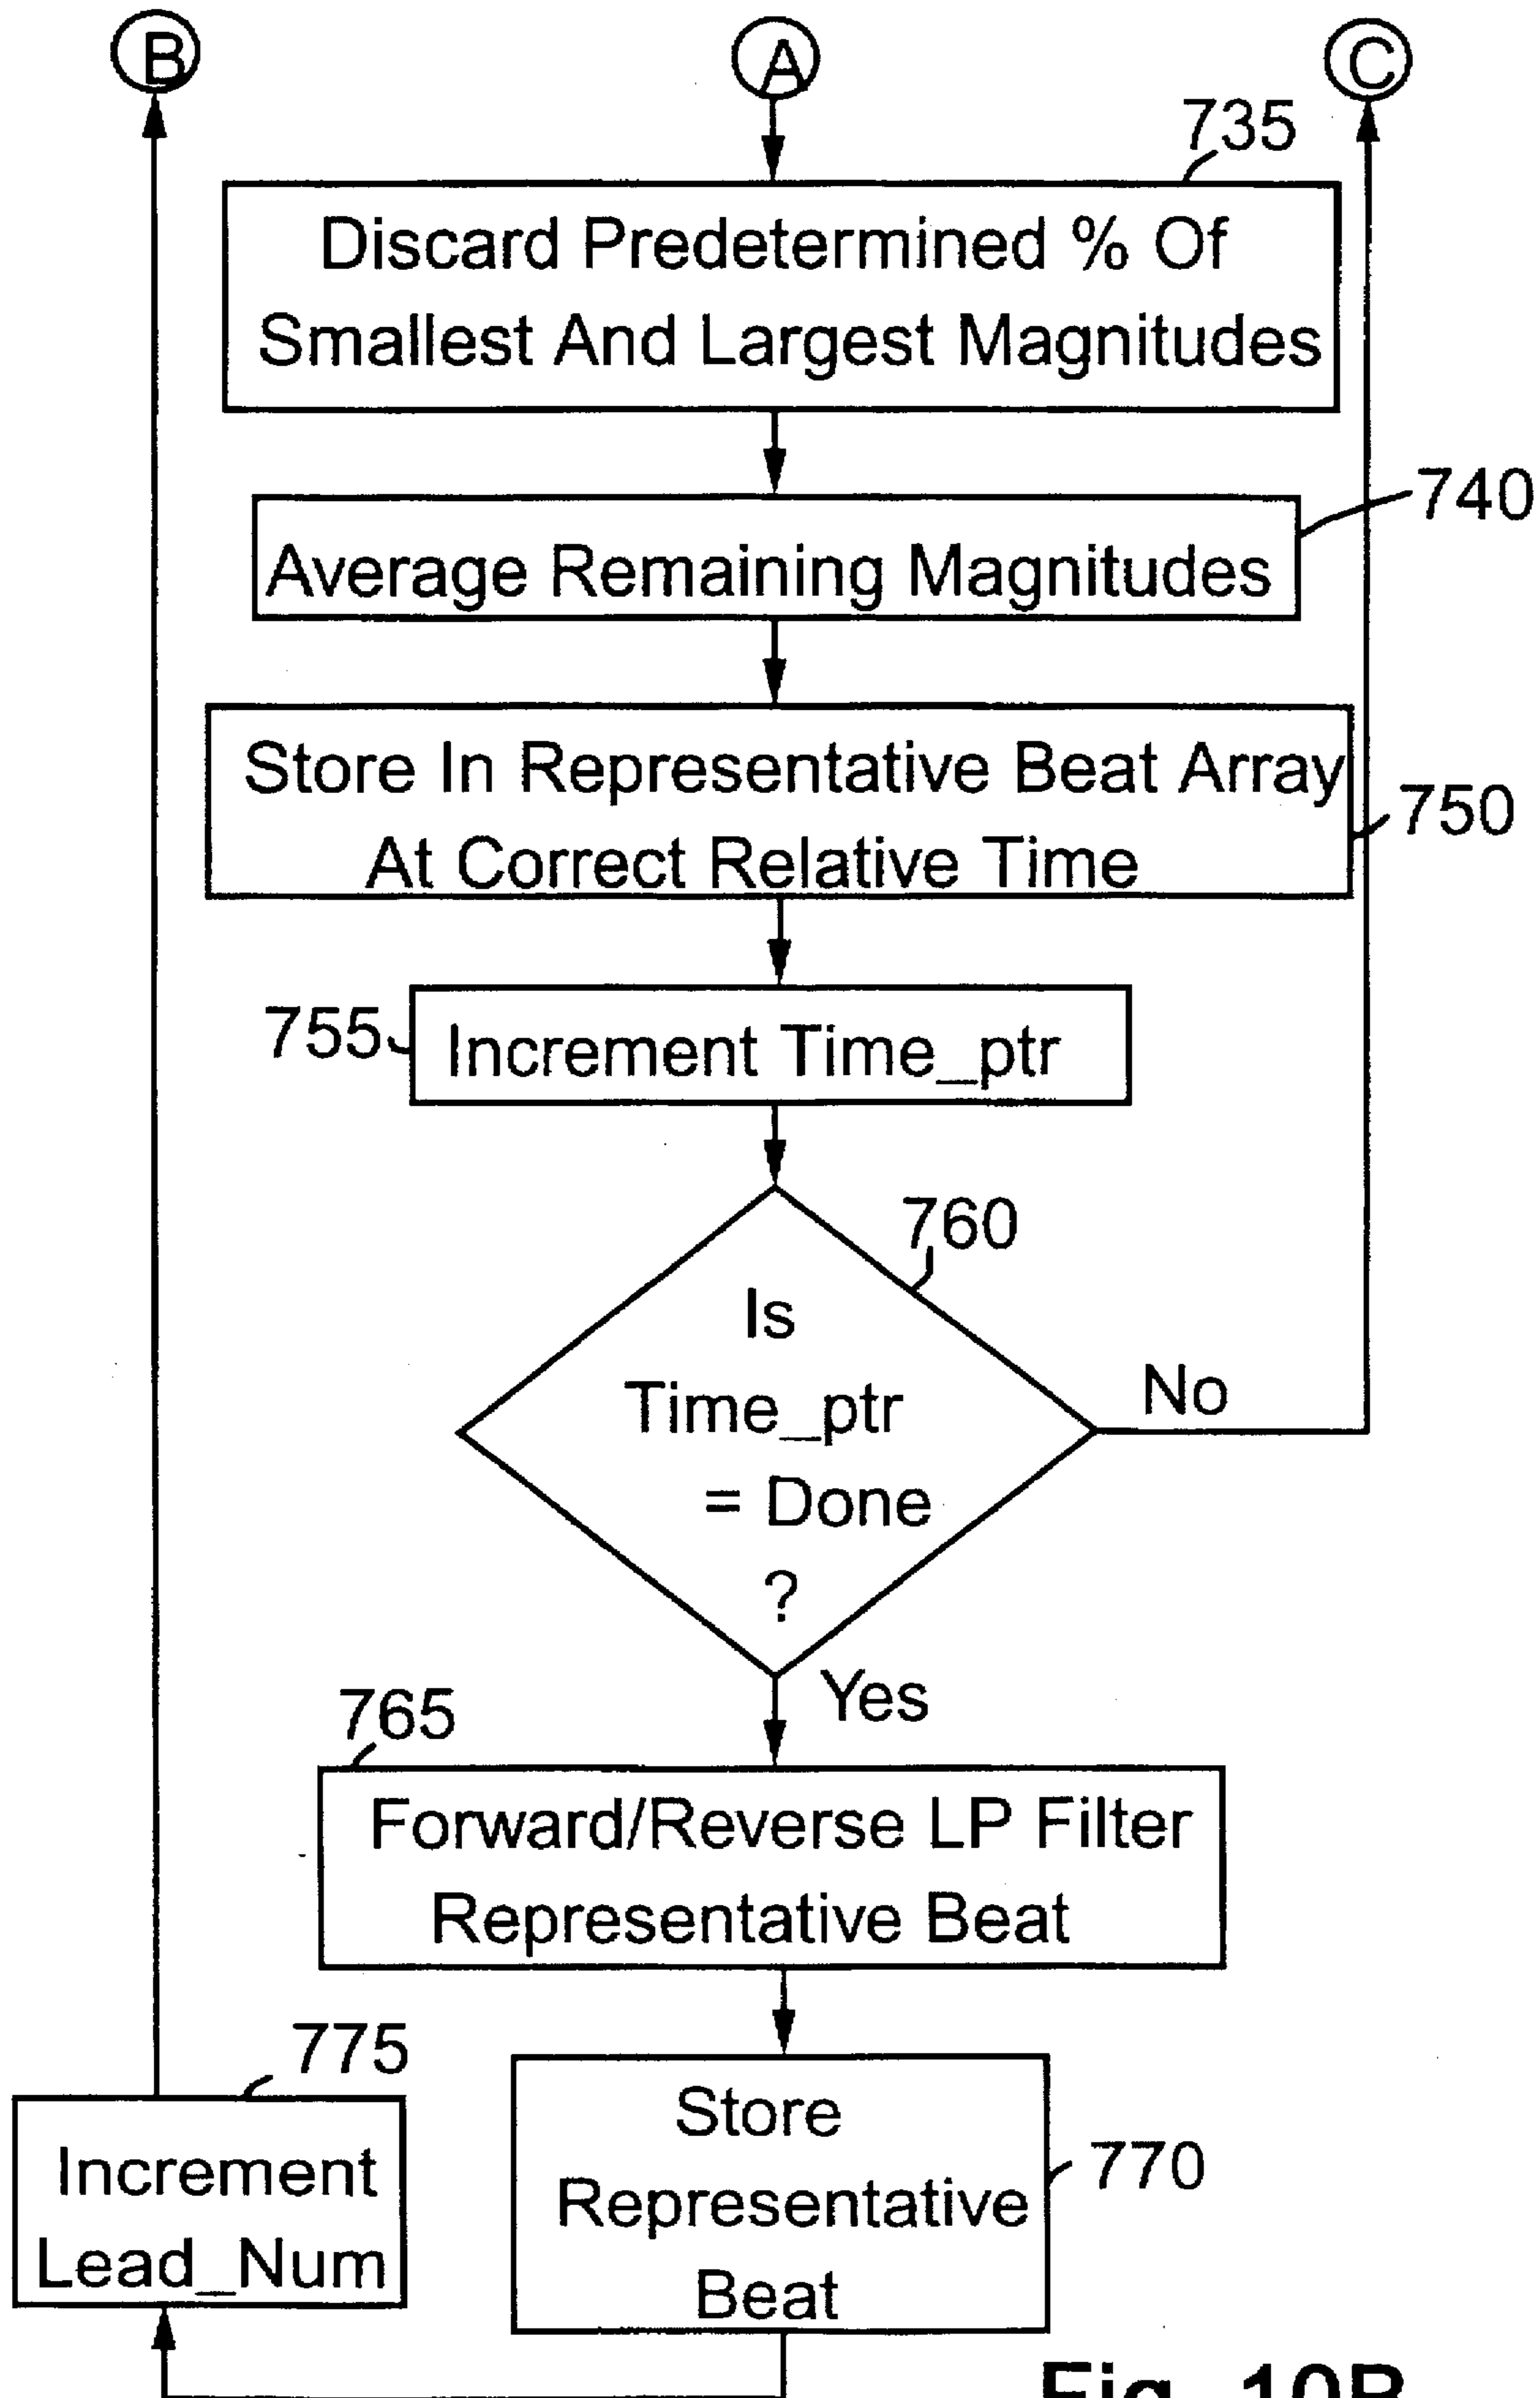 B
A
C
735
Discard Predetermined % Of
Smallest And Largest Magnitudes
740
Average Remaining Magnitudes
Store In Representative Beat Array
At Correct Relative Time
750
755
Increment Time_ptr
760
Is
Time_ptr
= Done
?
No
Yes
765
Forward/Reverse LP Filter
Representative Beat
775
Increment
Lead_Num
Store
Representative
Beat
770
Fig. 10B